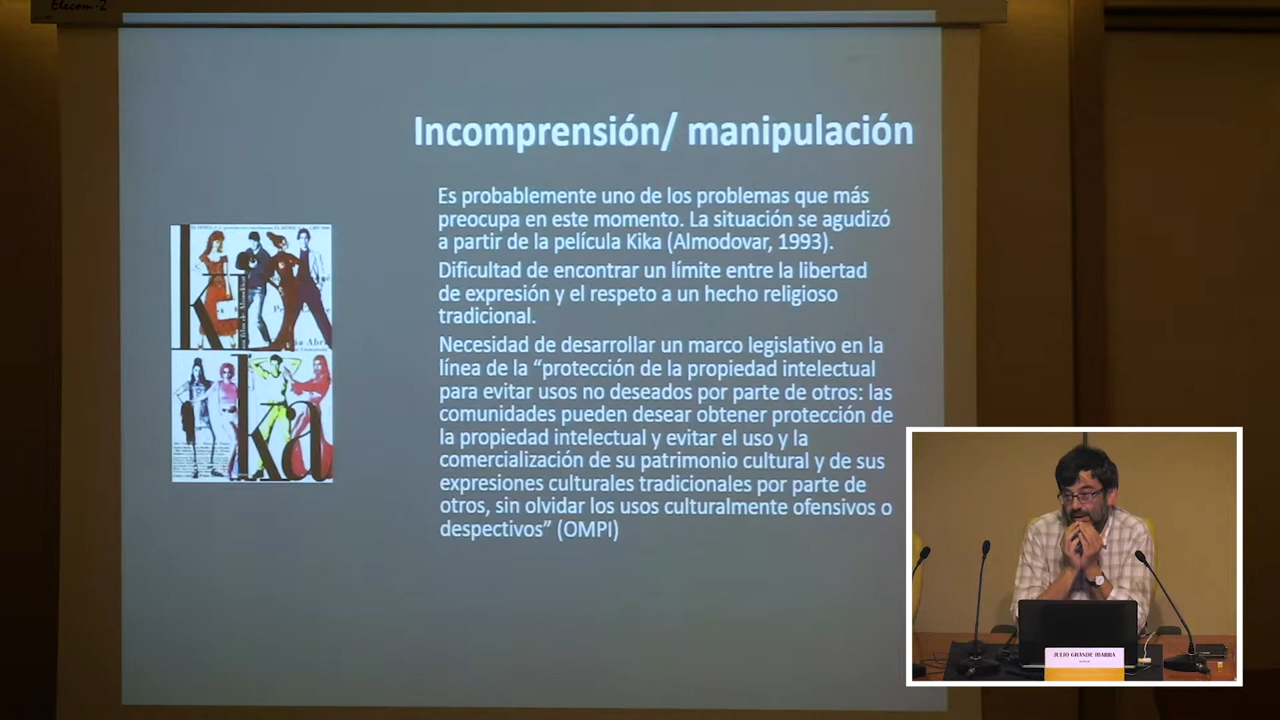 Elecom-2
Incomprensión/ manipulación
Es probablemente uno de los problemas que más
preocupa en este momento. La situación se agudizó
a partir de la película Kika (Almodovar, 1993).
Dificultad de encontrar un límite entre la libertad
de expresión y el respeto a un hecho religioso
tradicional.
Necesidad de desarrollar un marco legislativo en la
línea de la “protección de la propiedad intelectual
para evitar usos no deseados por parte de otros: las
comunidades pueden desear obtener protección de
la propiedad intelectual y evitar el uso y la
comercialización de su patrimonio cultural y de sus
expresiones culturales tradicionales por parte de
otros, sin olvidar los usos culturalmente ofensivos o
despectivos” (OMPI)
ki
ka
JULIO GRANDE IBARRA